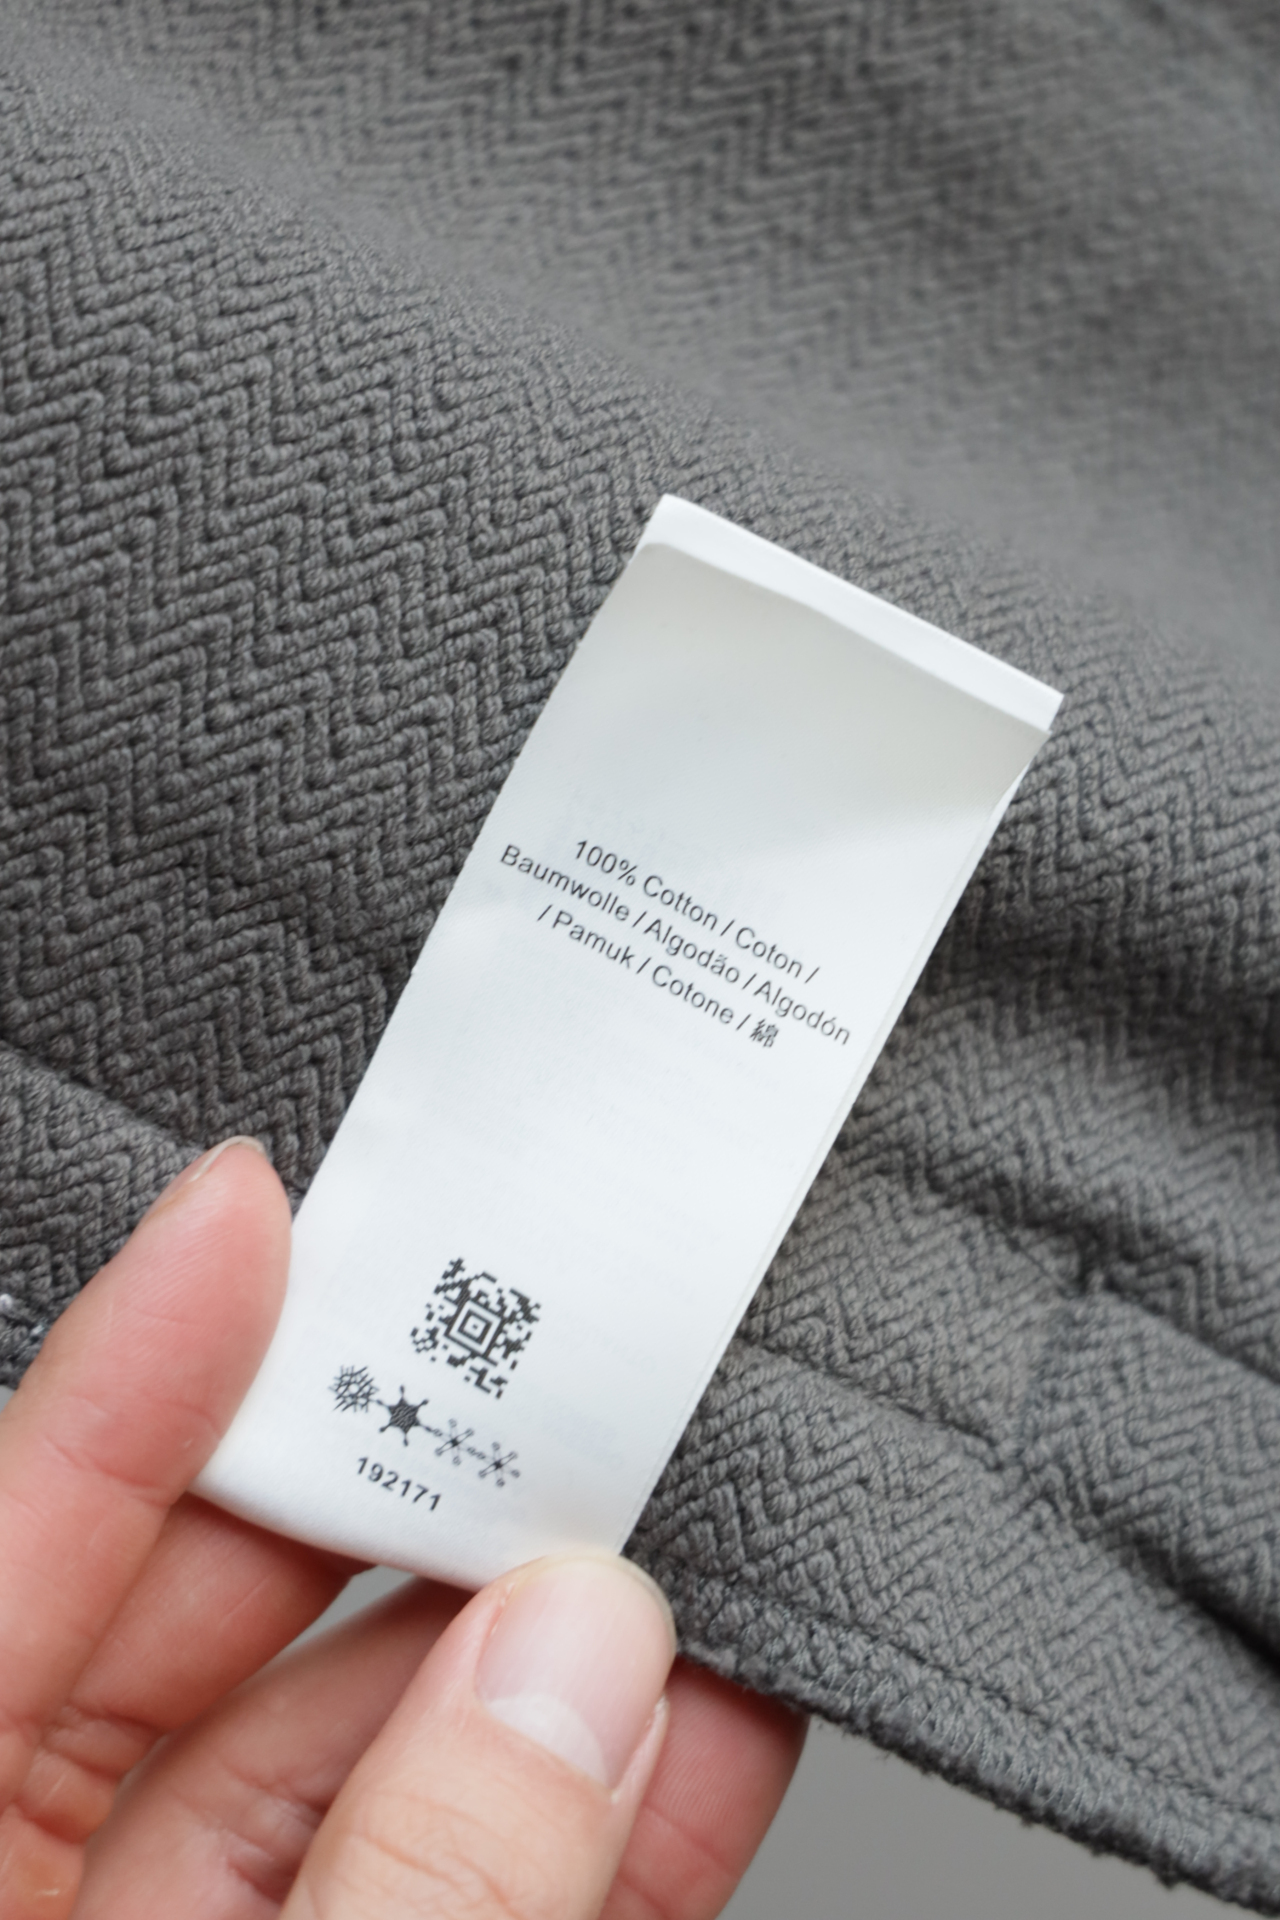 100% Cotton / Coton /
Baumwolle / Algodão / Algodón
/ Pamuk / Cotone / 綿
192171